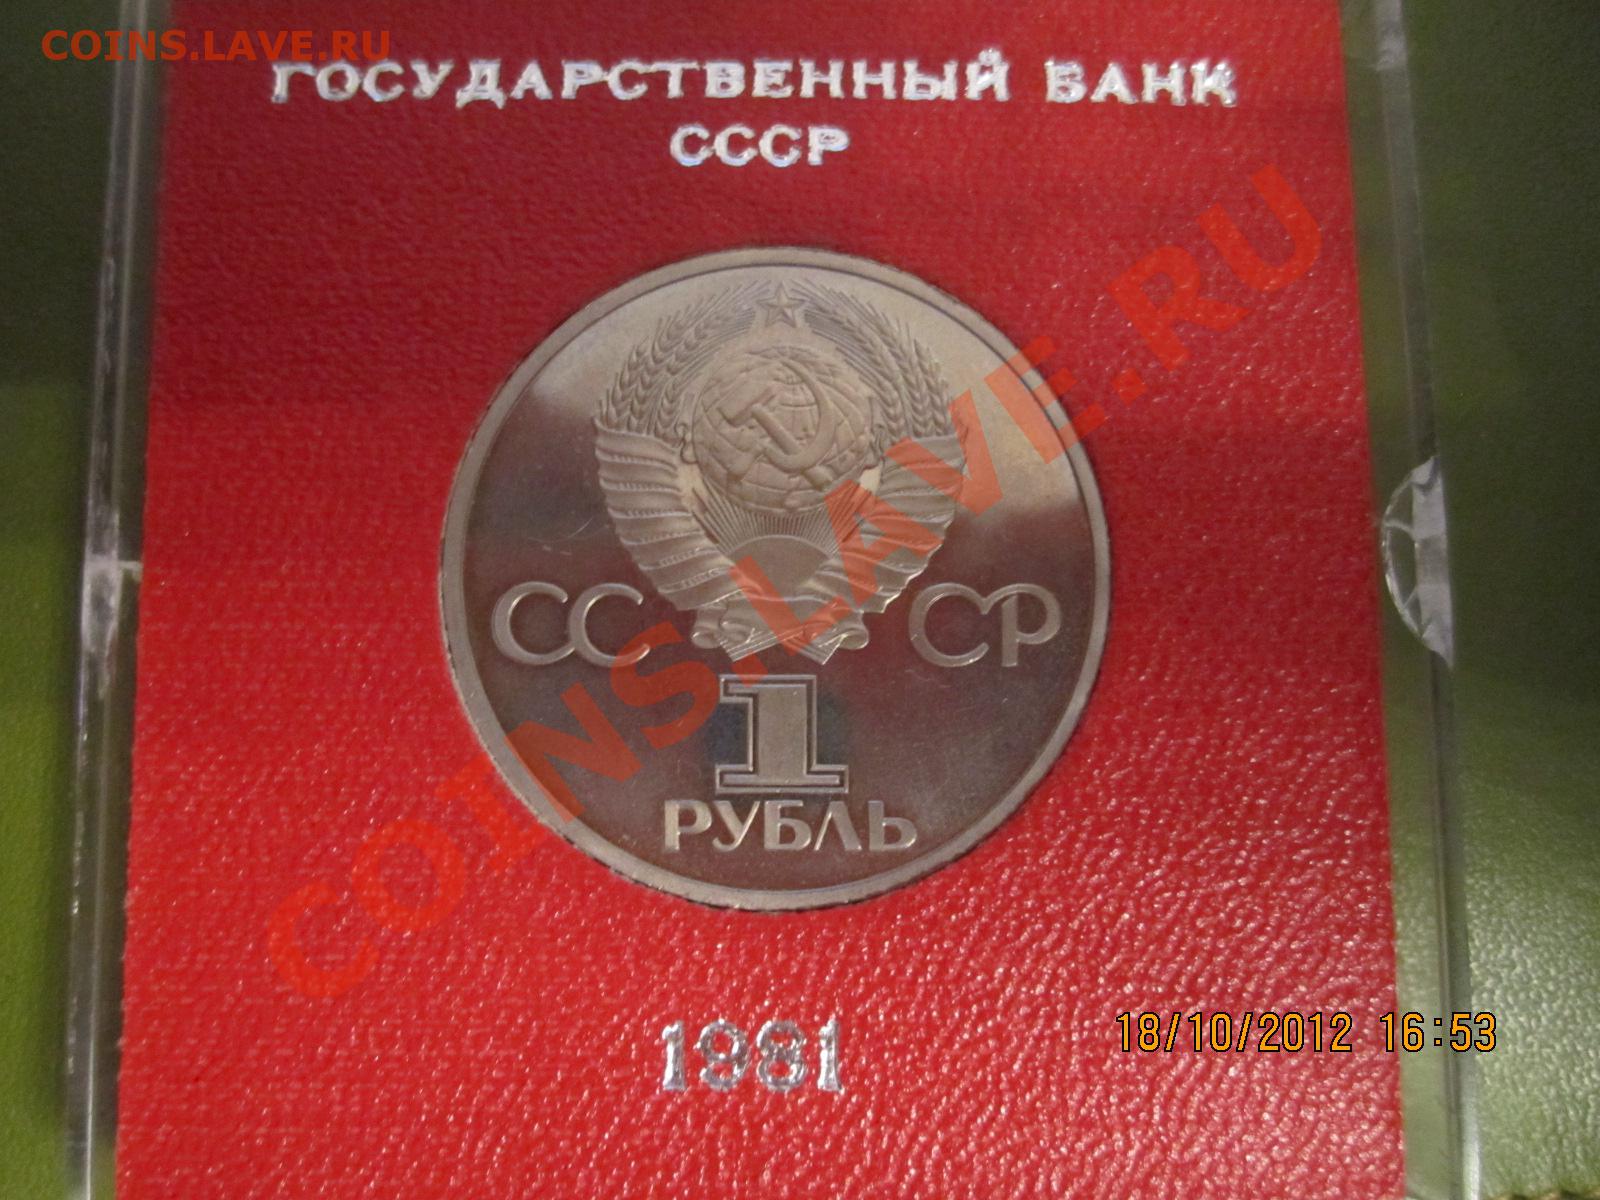 COINS.LAVE.RU
ГОСУДАРСТВЕННЫЙ БАНК
СССР
СС СР
1
РУБЛЬ
COINS.LAVE.RU
1981
18/10/2012 16:53